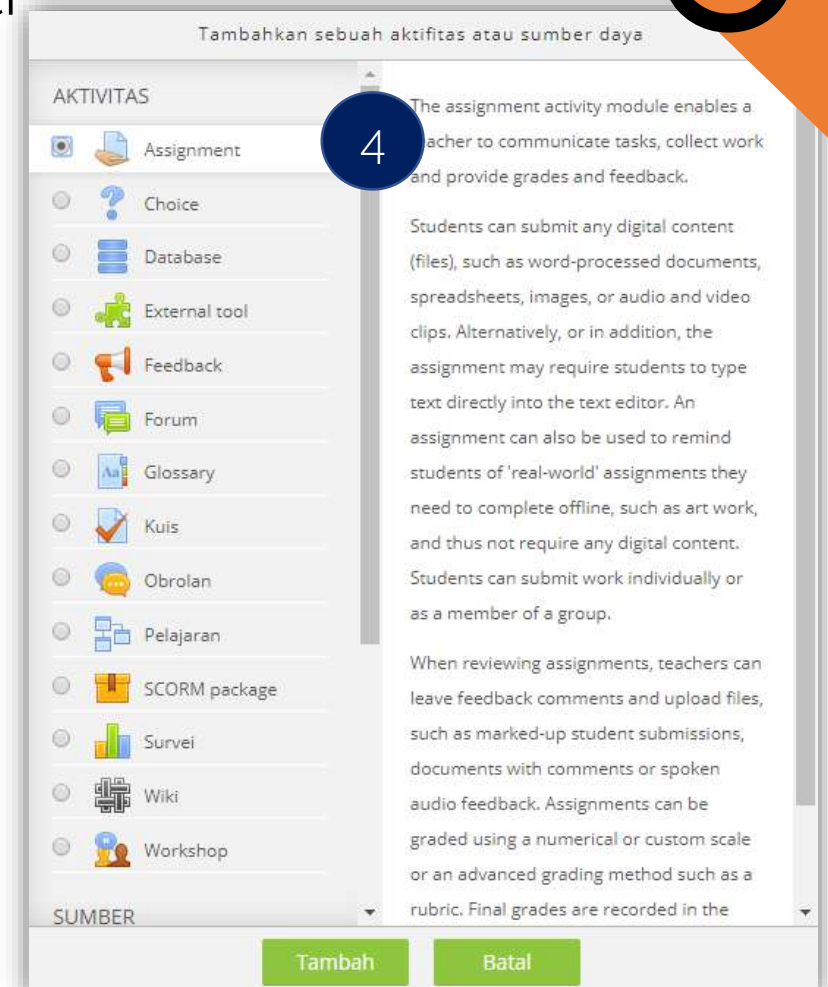 Tambahkan sebuah aktifitas atau sumber daya
AKTIVITAS
Assignment
Choice
Database
External tool
Feedback
Forum
Glossary
Kuis
Obrolan
Pelajaran
SCORM package
Survei
Wiki
Workshop
SUMBER
4
The assignment activity module enables a
to communicate tasks, collect work
and provide grades and feedback.
Students can submit any digital content
(files), such as word-processed documents,
spreadsheets, images, or audio and video
clips. Alternatively, or in addition, the
assignment may require students to type
text directly into the text editor. An
assignment can also be used to remind
students of 'real-world' assignments they
need to complete offline, such as art work,
and thus not require any digital content.
Students can submit work individually or
as a member of a group.
When reviewing assignments, teachers can
leave feedback comments and upload files,
such as marked-up student submissions,
documents with comments or spoken
audio feedback. Assignments can be
graded using a numerical or custom scale
or an advanced grading method such as a
rubric. Final grades are recorded in the
Tambah
Batal